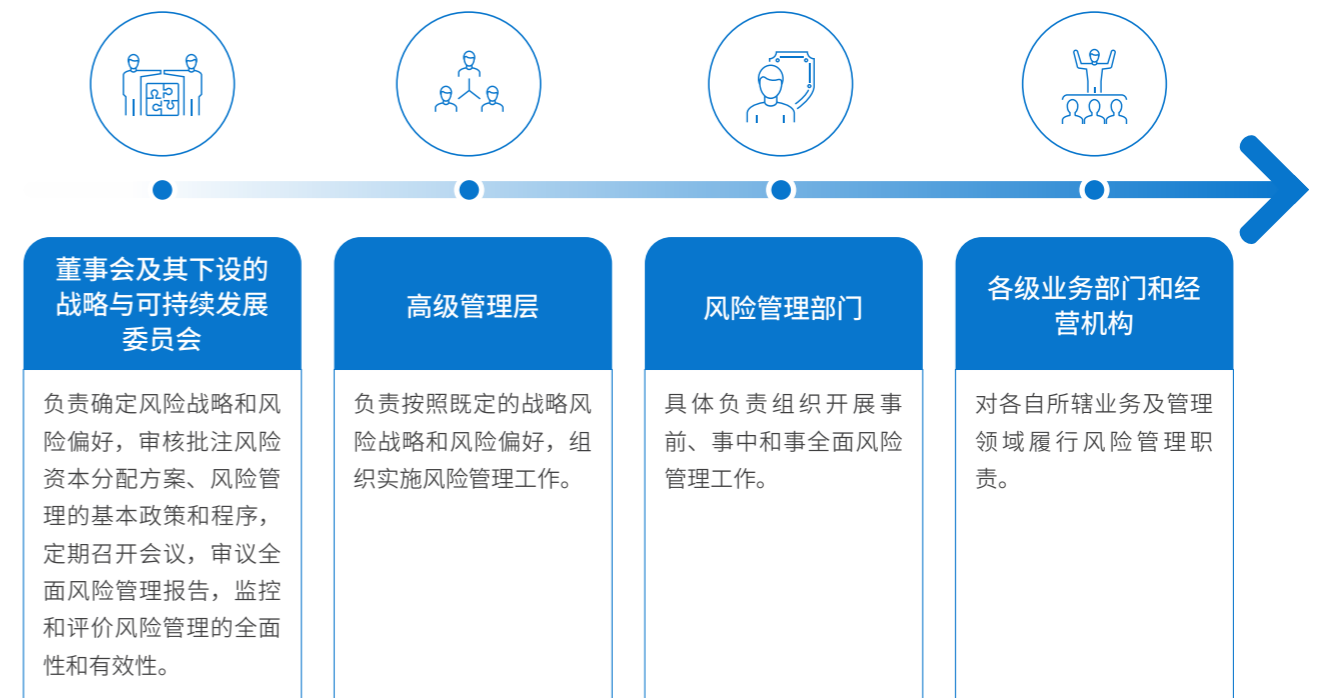 董事会及其下设的
战略与可持续发展
委员会
负责确定风险战略和风
险偏好，审核批注风险
资本分配方案、风险管
理的基本政策和程序，
定期召开会议，审议全
面风险管理报告，监控
和评价风险管理的全面
性和有效性。
高级管理层
负责按照既定的战略风
险战略和风险偏好，组
织实施风险管理工作。
风险管理部门
具体负责组织开展事
前、事中和事全面风险
管理工作。
各级业务部门和经
营机构
对各自所辖业务及管理
领域履行风险管理职
责。